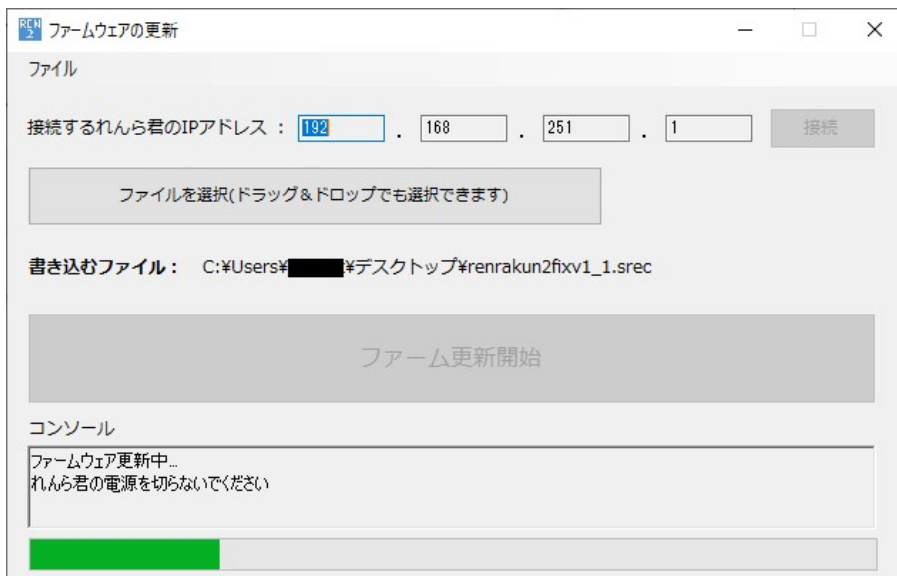 REN
2
ファームウェアの更新
ファイル
接続するれんら君のIPアドレス : 192 . 168 . 251 . 1 接続
ファイルを選択(ドラッグ&ドロップでも選択できます)
書き込むファイル: C:¥Users¥ ¥デスクトップ¥renrakun2fixv1_1.srec
ファーム更新開始
コンソール
ファームウェア更新中...
れんら君の電源を切らないでください